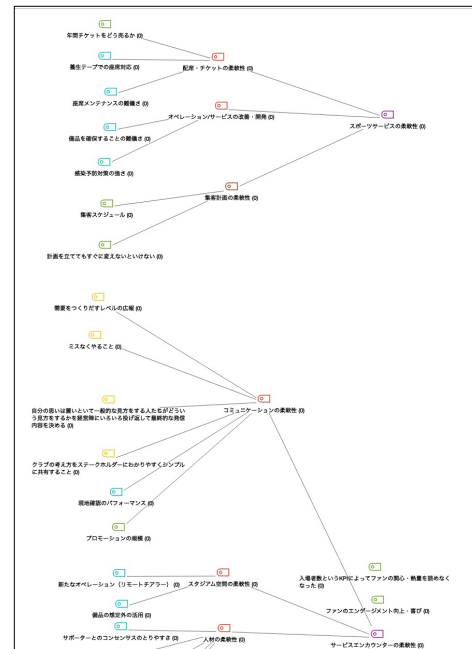 年間チケットをどう売るか (0)
養生テープでの座席対応 (0)
配席・チケットの柔軟性 (0)
座席メンテナンスの難儀さ (0)
オペレーション/サービスの改善・開発 (0)
スポーツサービスの柔軟性 (0)
備品を確保することの難儀さ (0)
感染予防対策の強さ (0)
集客計画の柔軟性 (0)
集客スケジュール (0)
計画を立ててもすぐに変えないといけない (0)
需要をつくりだすレベルの広報 (0)
ミスなくやること (0)
自分の思いは置いといて一般的な見方をする人たちがどうい
う見方をするかを経営陣にいろいろ投げ返して最終的な発信
内容を決める (0)
コミュニケーションの柔軟性 (0)
クラブの考え方をステークホルダーにわかりやすくシンプル
に共有すること (0)
現地確認のパフォーマンス (0)
プロモーションの規模 (0)
新たなオペレーション（リモートチアラー） (0)
スタジアム空間の柔軟性 (0)
入場者数というKPIによってファンの関心・熱量を読めなく
なった (0)
備品の想定外の活用 (0)
ファンのエンゲージメント向上・喜び (0)
サポーターとのコンセンサスのとりやすさ (0)
人材の柔軟性 (0)
サービスエンカウンターの柔軟性 (0)